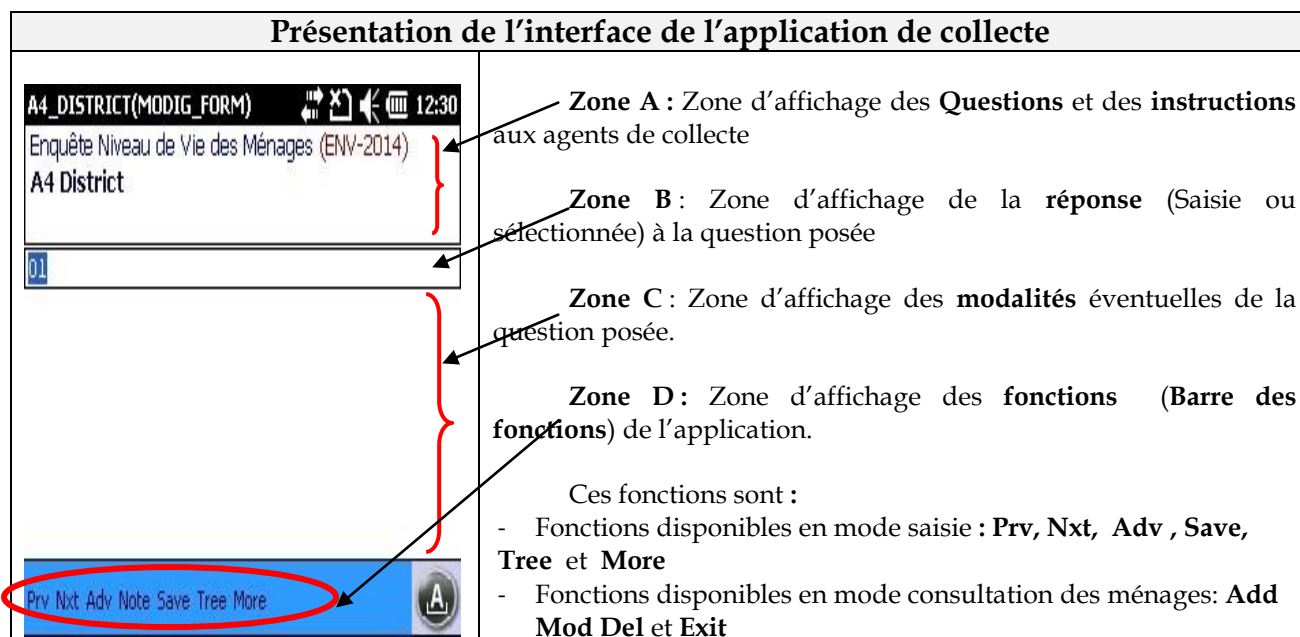 Présentation de l’interface de l’application de collecte
A4_DISTRICT(MODIG_FORM) 12:30
Enquête Niveau de Vie des Ménages (ENV-2014)
A4 District
01
Prv Nxt Adv Note Save Tree More
A
Zone A : Zone d’affichage des Questions et des instructions
aux agents de collecte
Zone B : Zone d’affichage de la réponse (Saisie ou
sélectionnée) à la question posée
Zone C : Zone d’affichage des modalités éventuelles de la
question posée.
Zone D : Zone d’affichage des fonctions (Barre des
fonctions) de l’application.
Ces fonctions sont :
- Fonctions disponibles en mode saisie : Prv, Nxt, Adv , Save,
Tree et More
- Fonctions disponibles en mode consultation des ménages: Add
Mod Del et Exit